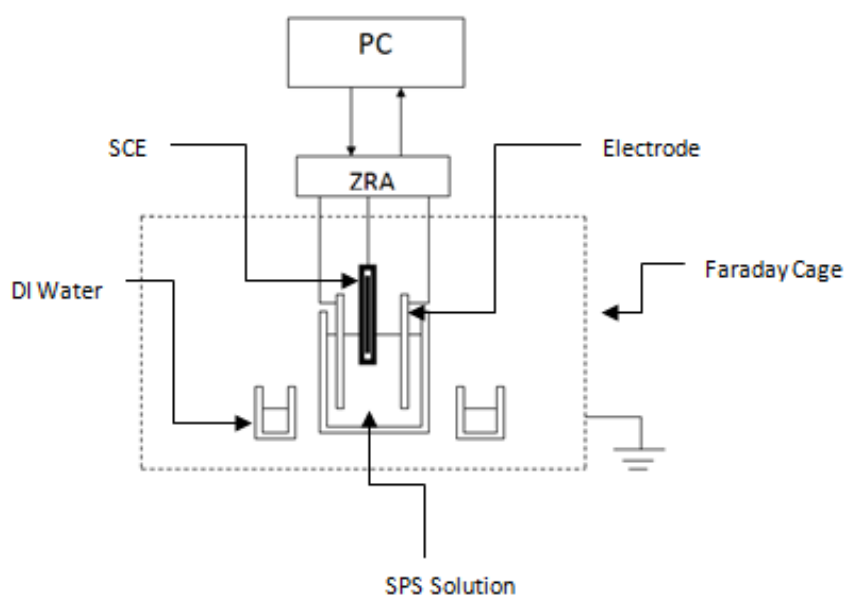 PC
SCE
Electrode
ZRA
Faraday Cage
DI Water
SPS Solution